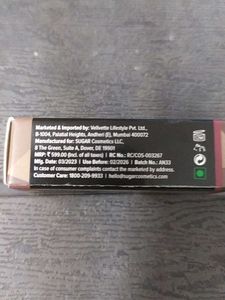 Marketed & Imported by: Vellvette Lifestyle Pvt. Ltd.,
B-1004, Palatial Heights, Andheri (E), Mumbai 400072
Manufactured for: SUGAR Cosmetics LLC,
8 The Green, Suite A, Dover, DE 19901
MRP: ₹ 599.00 (incl. of all taxes) | RC No.: RC/COS-003267
Mfg. Date: 03/2023 | Use Before: 02/2026 | Batch No.: AN33
In case of consumer complaints contact the marketer by address.
Customer Care: 1800-209-9933 | hello@sugarcosmetics.com